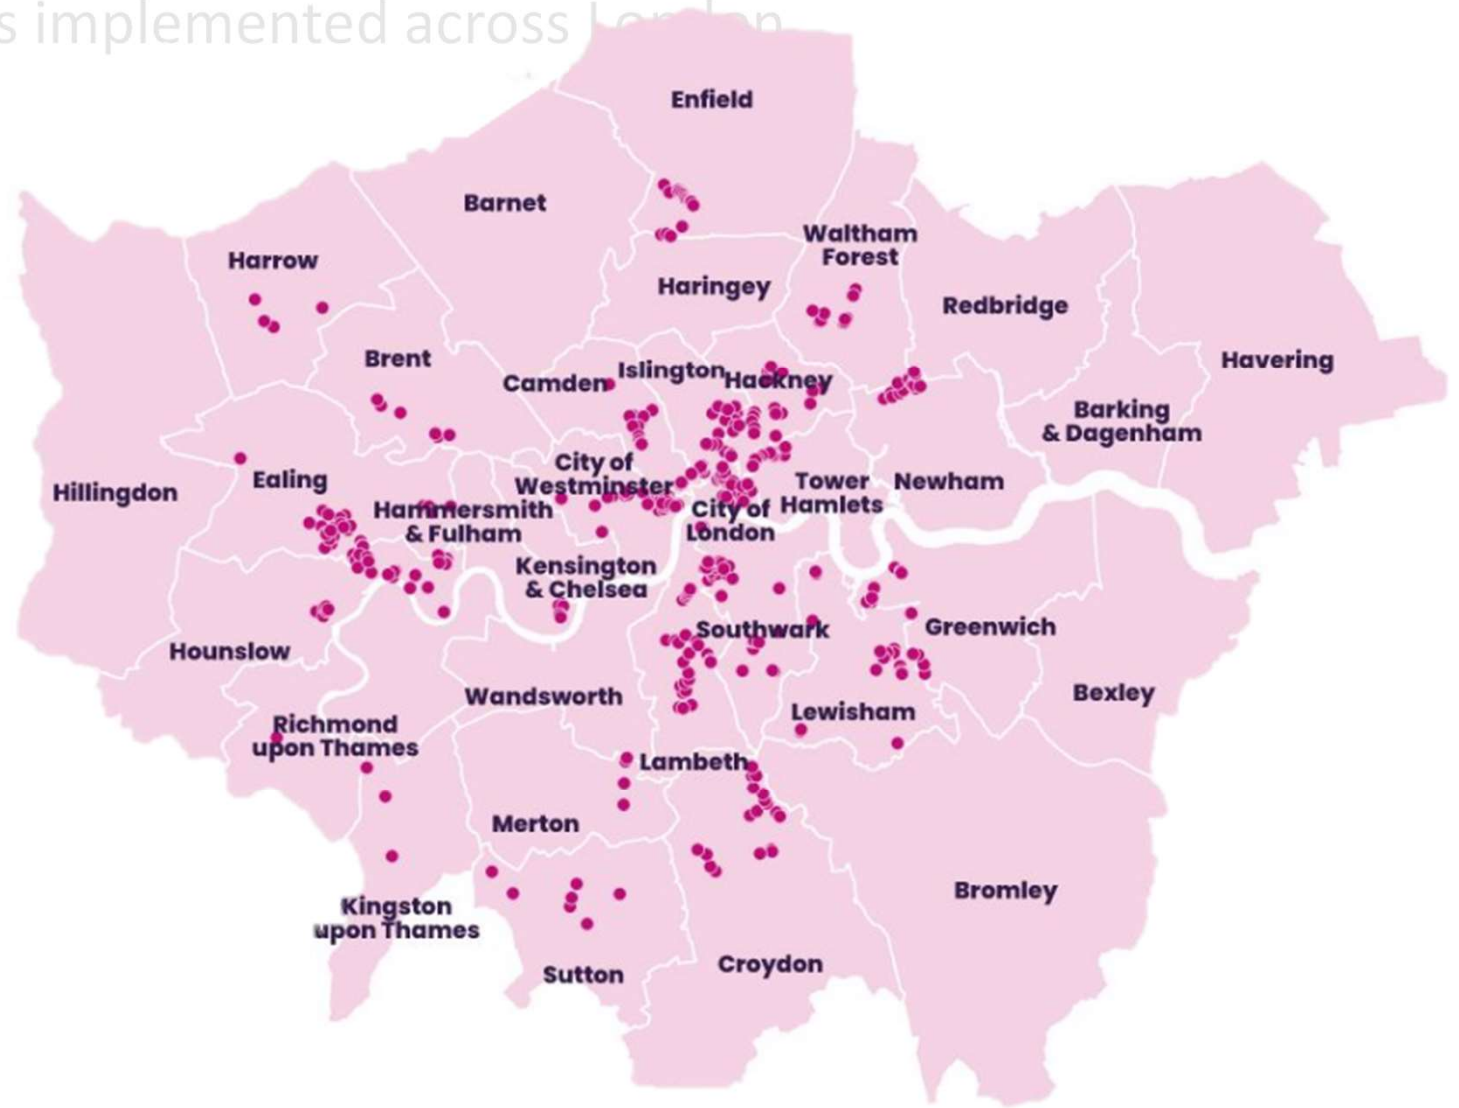 s implemented across London
Enfield
Barnet
Waltham
Forest
Harrow
Haringey
Redbridge
Brent
Islington
Hackney
Camden
Havering
Barking
& Dagenham
City of
Westminster
Ealing
Tower
Hamlets
Newham
Hillingdon
Hammersmith
& Fulham
City of
London
Kensington
& Chelsea
Southwark
Greenwich
Hounslow
Wandsworth
Bexley
Lewisham
Richmond
upon Thames
Lambeth
Merton
Bromley
Kingston
upon Thames
Sutton
Croydon